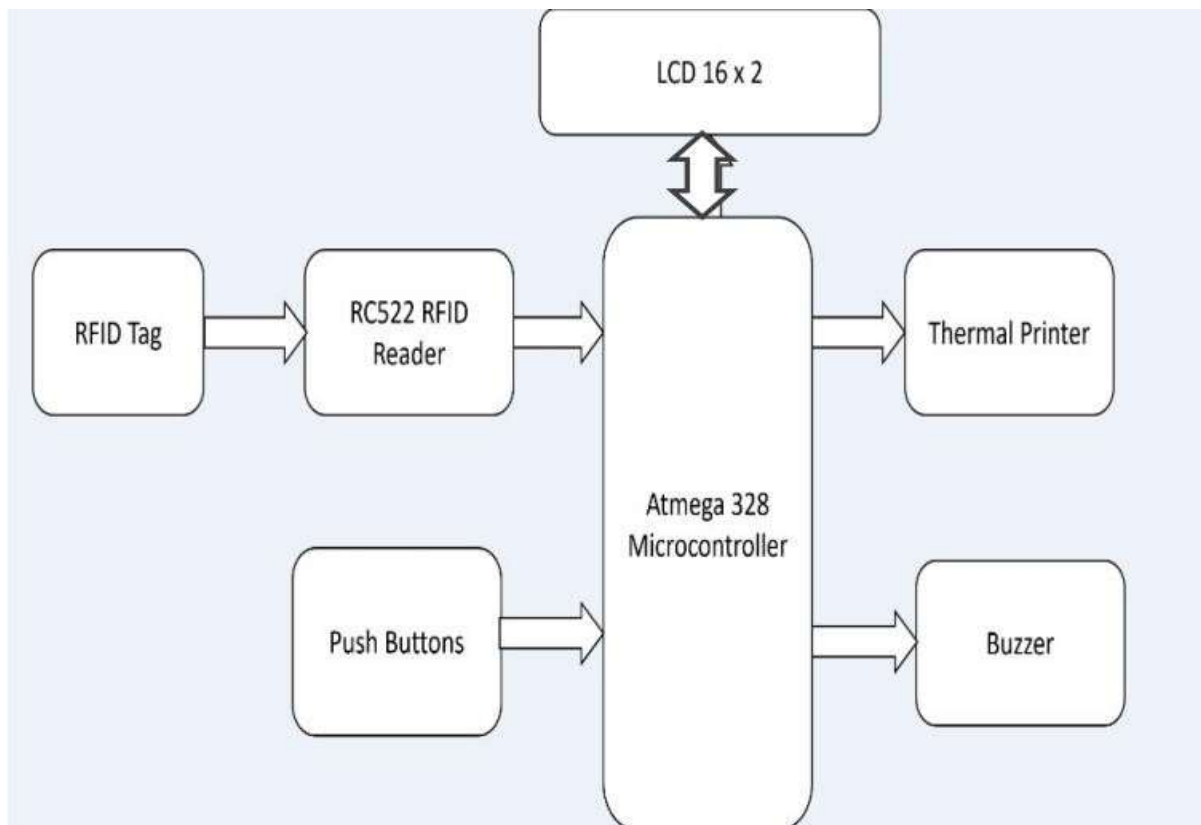 LCD 16 x 2
RFID Tag
RC522 RFID
Reader
Thermal Printer
Atmega 328
Microcontroller
Push Buttons
Buzzer